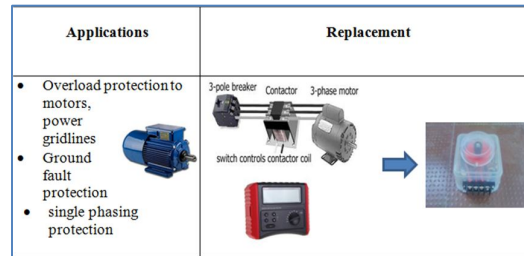 Applications
Replacement
Overload protection to
motors,
power
gridlines
Ground
fault
protection
single phasing
protection
3-pole breaker
Contactor
3-phase motor
switch controls contactor coil